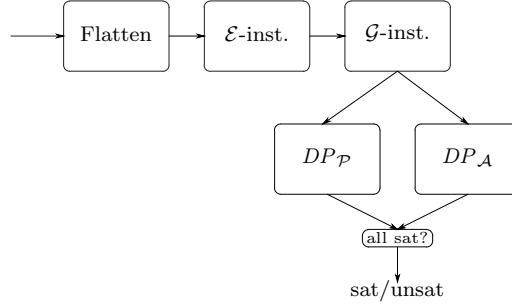 Flatten
ℰ-inst.
𝒢-inst.
DP𝒫
DP𝒜
all sat?
sat/unsat